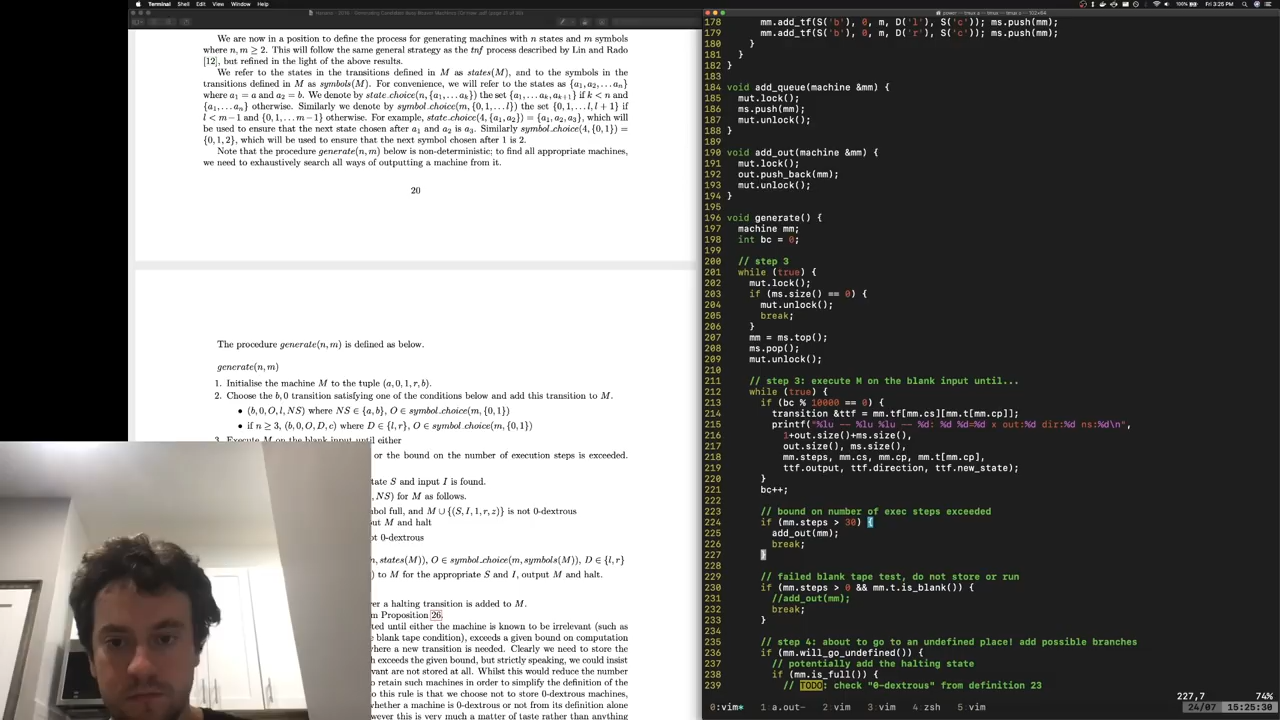 Terminal Shell Edit View Window Help
100% Fri 3:25 PM
We are now in a position to define the process for generating machines with n states and m symbols
where n, m ≥ 2. This will follow the same general strategy as the tnf process described by Lin and Rado
[12], but refined in the light of the above results.
We refer to the states in the transitions defined in M as states(M), and to the symbols in the
transitions defined in M as symbols(M). For convenience, we will refer to the states as {a₁, a₂, ... aₙ}
where a₁ = a and a₂ = b. We denote by state_choice(n, {a₁, ... aₖ}) the set {a₁, ... aₖ, aₖ₊₁} if k < n and
{a₁, ... aₙ} otherwise. Similarly we denote by symbol_choice(m, {0, 1, ... l}) the set {0, 1, ... l, l + 1} if
l < m−1 and {0, 1, ... m−1} otherwise. For example, state_choice(4, {a₁, a₂}) = {a₁, a₂, a₃}, which will
be used to ensure that the next state chosen after a₁ and a₂ is a₃. Similarly symbol_choice(4, {0, 1}) =
{0, 1, 2}, which will be used to ensure that the next symbol chosen after 1 is 2.
Note that the procedure generate(n, m) below is non-deterministic; to find all appropriate machines,
we need to exhaustively search all ways of outputting a machine from it.
20
The procedure generate(n, m) is defined as below.
generate(n, m)
1. Initialise the machine M to the tuple (a, 0, 1, r, b).
2. Choose the b, 0 transition satisfying one of the conditions below and add this transition to M.
• (b, 0, O, l, NS) where NS ∈ {a, b}, O ∈ symbol_choice(m, {0, 1})
• if n ≥ 3, (b, 0, O, D, c) where D ∈ {l, r}, O ∈ symbol_choice(m, {0, 1})
3. Execute M on the blank input until either
or the bound on the number of execution steps is exceeded.
tate S and input I is found.
, NS) for M as follows.
nbol full, and M ∪ {(S, I, 1, r, z)} is not 0-dextrous
out M and halt
ot 0-dextrous
n, states(M)), O ∈ symbol_choice(m, symbols(M)), D ∈ {l, r}
) to M for the appropriate S and I, output M and halt.
er a halting transition is added to M.
m Proposition 26.
ted until either the machine is known to be irrelevant (such as
e blank tape condition), exceeds a given bound on computation
where a new transition is needed. Clearly we need to store the
h exceeds the given bound, but strictly speaking, we could insist
vant are not stored at all. Whilst this would reduce the number
o retain such machines in order to simplify the definition of the
n to this rule is that we choose not to store 0-dextrous machines,
whether a machine is 0-dextrous or not from its definition alone
owever this is very much a matter of taste rather than anything
178 mm.add_tf(S('b'), 0, m, D('l'), S('c')); ms.push(mm);
179 mm.add_tf(S('b'), 0, m, D('r'), S('c')); ms.push(mm);
180 }
181 }
182 }
183
184 void add_queue(machine &mm) {
185 mut.lock();
186 ms.push(mm);
187 mut.unlock();
188 }
189
190 void add_out(machine &mm) {
191 mut.lock();
192 out.push_back(mm);
193 mut.unlock();
194 }
195
196 void generate() {
197 machine mm;
198 int bc = 0;
199
200 // step 3
201 while (true) {
202 mut.lock();
203 if (ms.size() == 0) {
204 mut.unlock();
205 break;
206 }
207 mm = ms.top();
208 ms.pop();
209 mut.unlock();
210
211 // step 3: execute M on the blank input until...
212 while (true) {
213 if (bc % 10000 == 0) {
214 transition &ttf = mm.tf[mm.cs][mm.t[mm.cp]];
215 printf("%lu -- %lu %lu -- %d: %d %d=%d x out:%d dir:%d ns:%d\n",
216 1+out.size()+ms.size(),
217 out.size(), ms.size(),
218 mm.steps, mm.cs, mm.cp, mm.t[mm.cp],
219 ttf.output, ttf.direction, ttf.new_state);
220 }
221 bc++;
222
223 // bound on number of exec steps exceeded
224 if (mm.steps > 30) {
225 add_out(mm);
226 break;
227 }
228
229 // failed blank tape test, do not store or run
230 if (mm.steps > 0 && mm.t.is_blank()) {
231 //add_out(mm);
232 break;
233 }
234
235 // step 4: about to go to an undefined place! add possible branches
236 if (mm.will_go_undefined()) {
237 // potentially add the halting state
238 if (mm.is_full()) {
239 // TODO: check "0-dextrous" from definition 23
227,7 74%
0:vim* 1:a.out- 2:vim 3:vim 4:zsh 5:vim 24/07 15:25:30